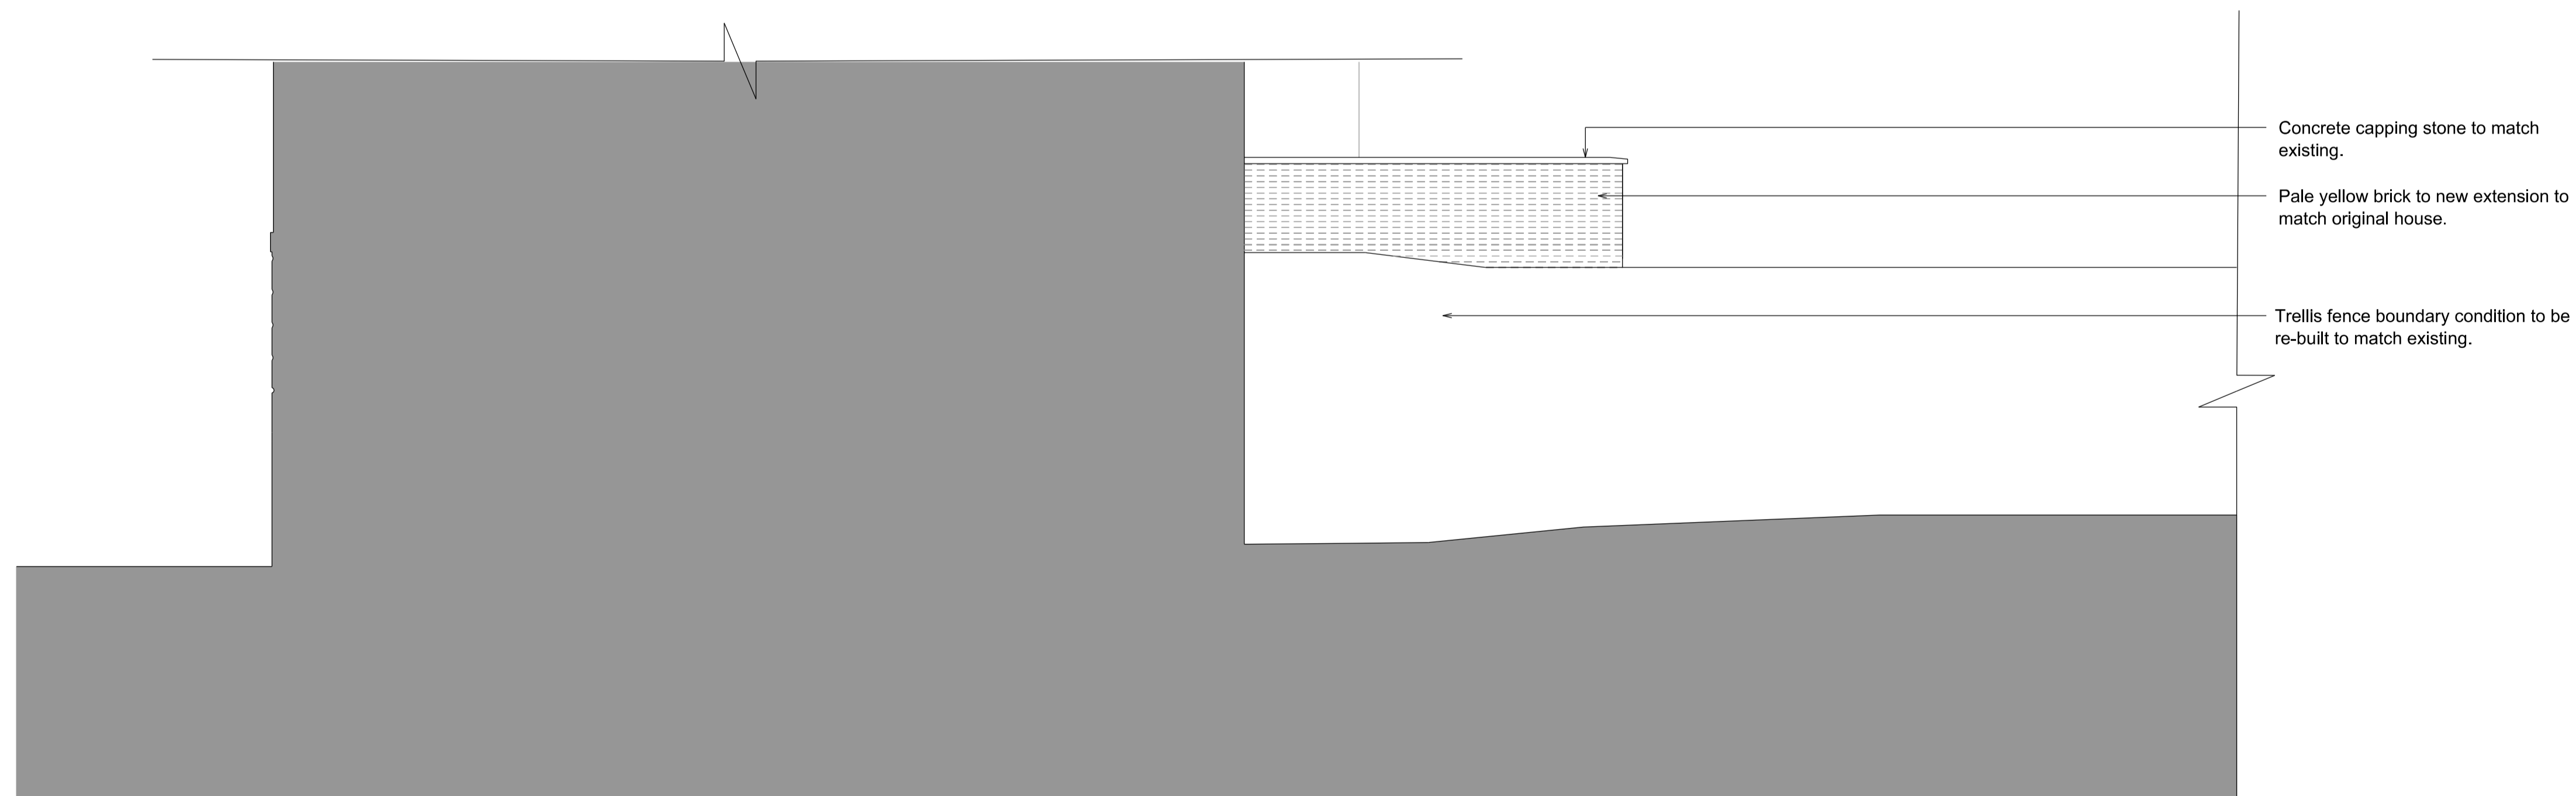 Concrete capping stone to match
existing.
Pale yellow brick to new extension to
match original house.
Trellis fence boundary condition to be
re-built to match existing.